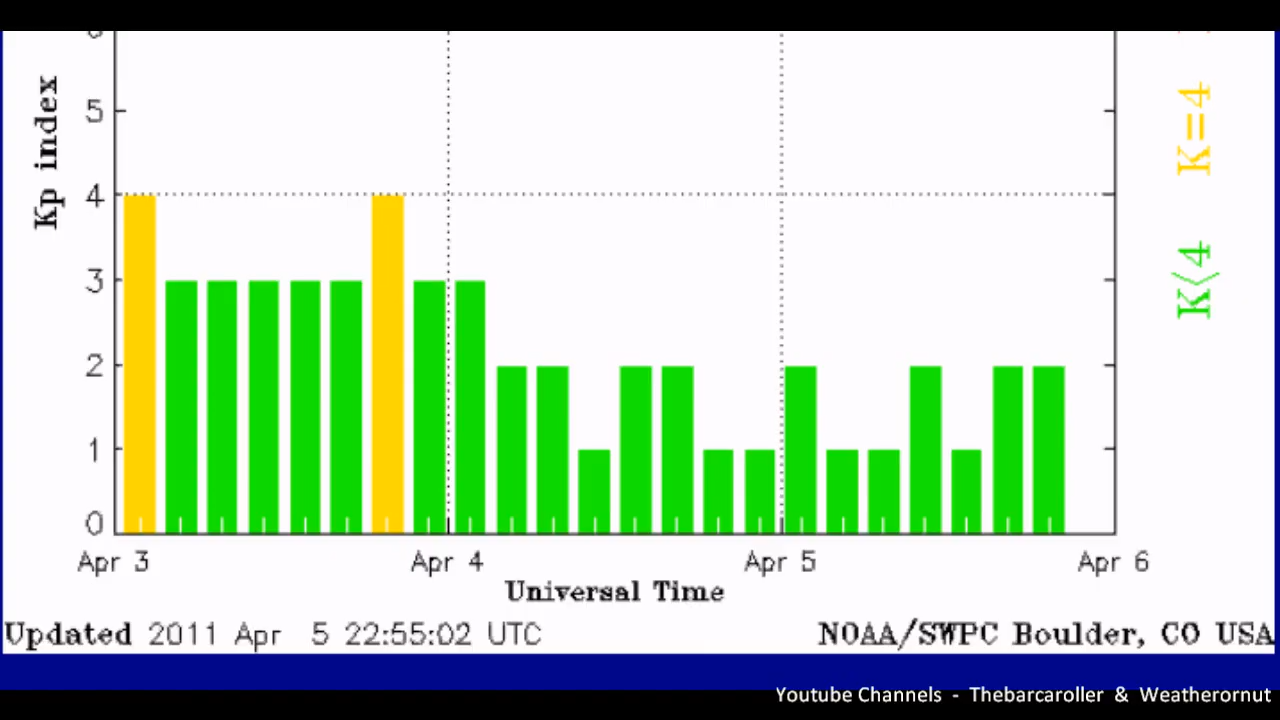 Kp index
5
4
3
2
1
0
Apr 3 Apr 4 Apr 5 Apr 6
Universal Time
K=4
K<4
Updated 2011 Apr 5 22:55:02 UTC NOAA/SWPC Boulder, CO USA
Youtube Channels - Thebarcaroller & Weatherornut